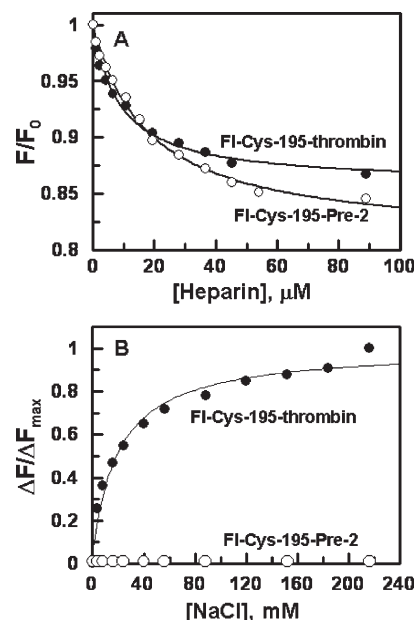 A
1
0.95
0.9
0.85
0.8
F/F0
Fl-Cys-195-thrombin
Fl-Cys-195-Pre-2
0 20 40 60 80 100
[Heparin], μM
B
1
0.8
0.6
0.4
0.2
0
ΔF/ΔFmax
Fl-Cys-195-thrombin
Fl-Cys-195-Pre-2
0 40 80 120 160 200 240
[NaCl], mM